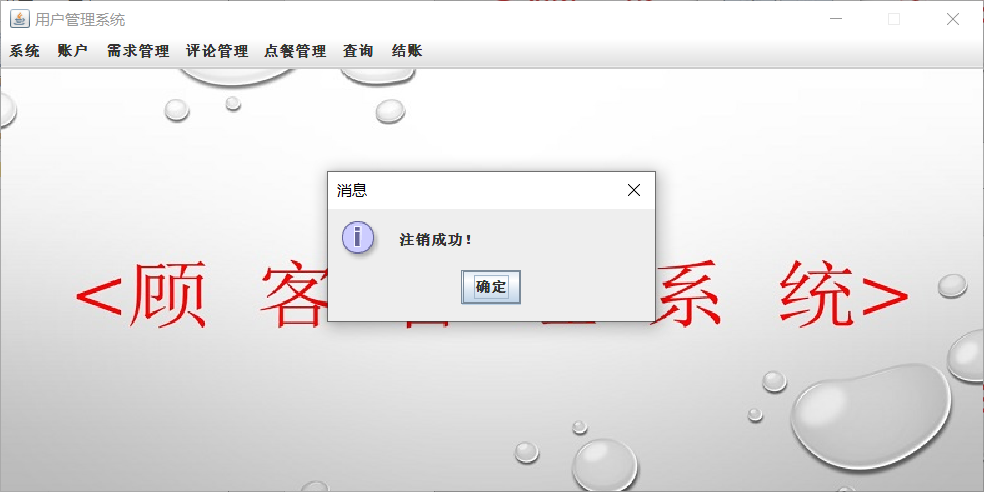 用户管理系统
系统 账户 需求管理 评论管理 点餐管理 查询 结账
消息
注销成功！
确定
<顾 客 系 统>